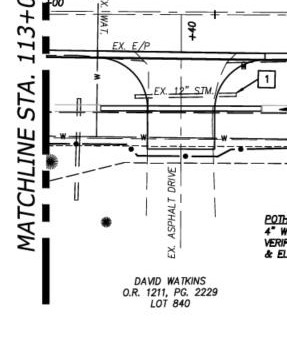 +00
+40
EX. WAT.
EX. E/P
1
EX. 12" STM.
W
W
W
W
MATCHLINE STA. 113+0
EX. ASPHALT DRIVE
POTH
4" W
VERIF
& EL
DAVID WATKINS
O.R. 1211, PG. 2229
LOT 840